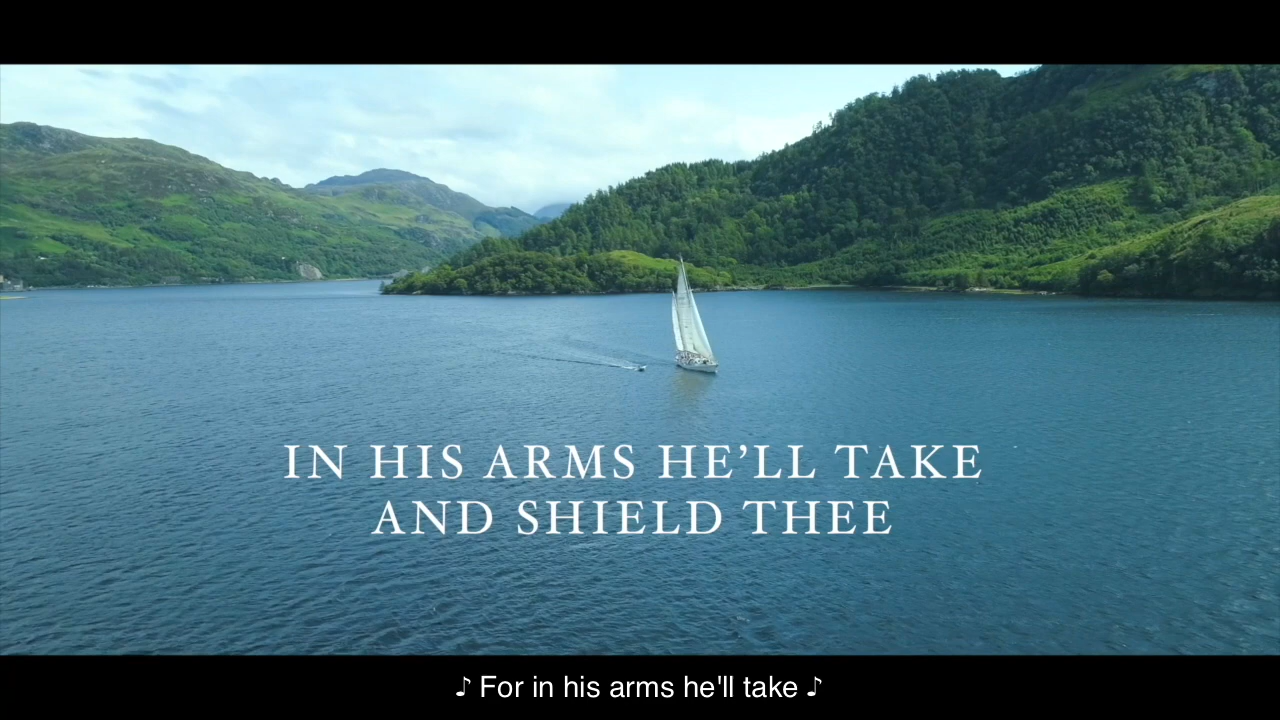 IN HIS ARMS HE’LL TAKE
AND SHIELD THEE
♪ For in his arms he'll take ♪